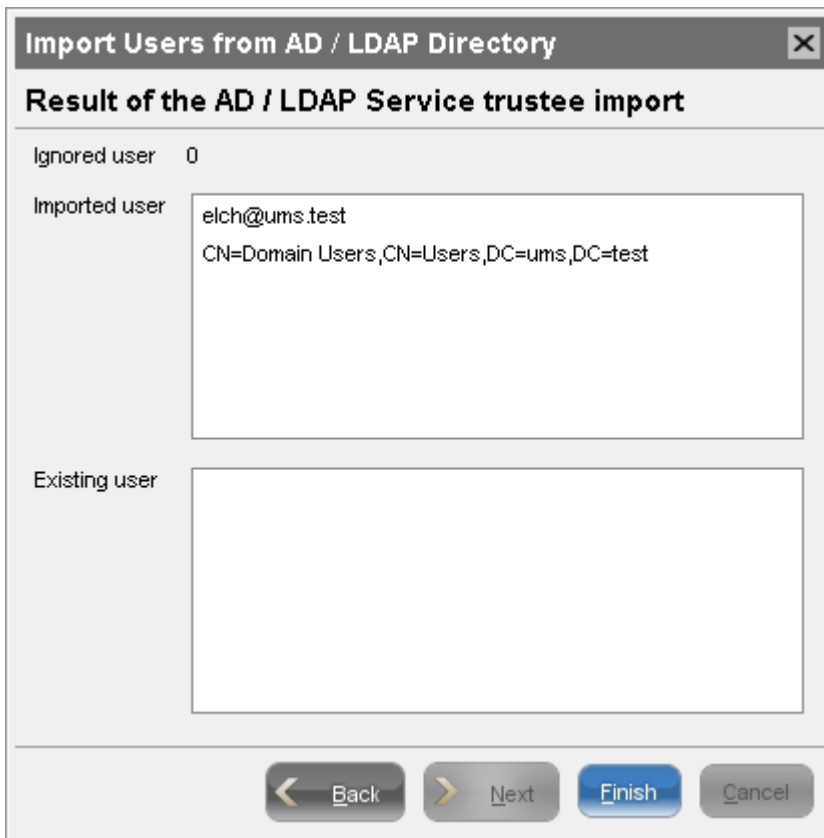 Import Users from AD / LDAP Directory
Result of the AD / LDAP Service trustee import
Ignored user 0
Imported user
elch@ums.test
CN=Domain Users,CN=Users,DC=ums,DC=test
Existing user
Back Next Finish Cancel